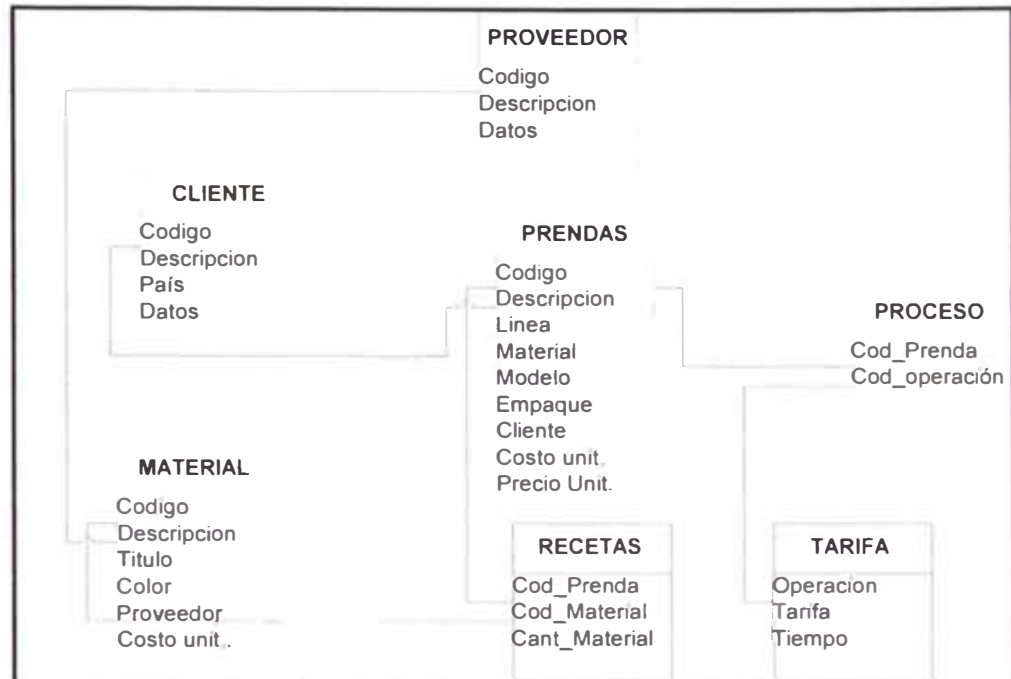 PROVEEDOR
Codigo
Descripcion
Datos
CLIENTE
Codigo
Descripcion
País
Datos
PRENDAS
Codigo
Descripcion
Linea
Material
Modelo
Empaque
Cliente
Costo unit.
Precio Unit.
PROCESO
Cod_Prenda
Cod_operación
MATERIAL
Codigo
Descripcion
Titulo
Color
Proveedor
Costo unit..
RECETAS
Cod_Prenda
Cod_Material
Cant_Material
TARIFA
Operacion
Tarifa
Tiempo